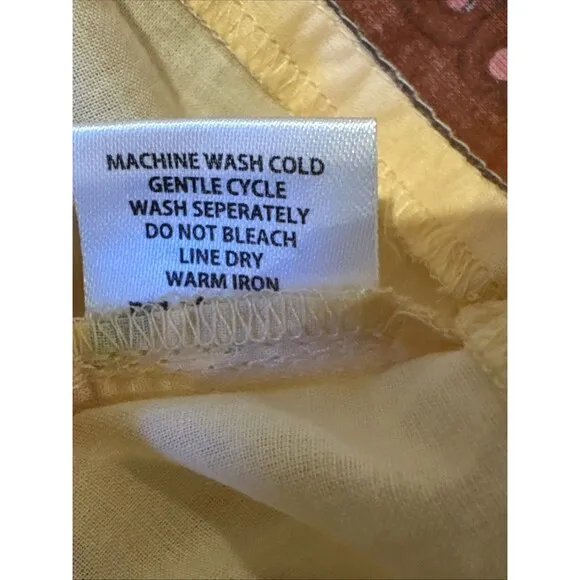 MACHINE WASH COLD
GENTLE CYCLE
WASH SEPERATELY
DO NOT BLEACH
LINE DRY
WARM IRON